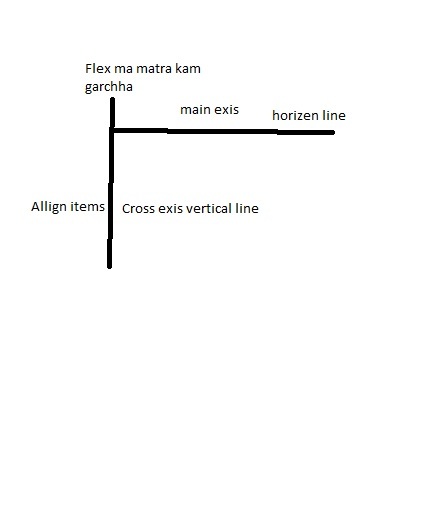 Flex ma matra kam
garchha
main exis
horizen line
Allign items
Cross exis vertical line